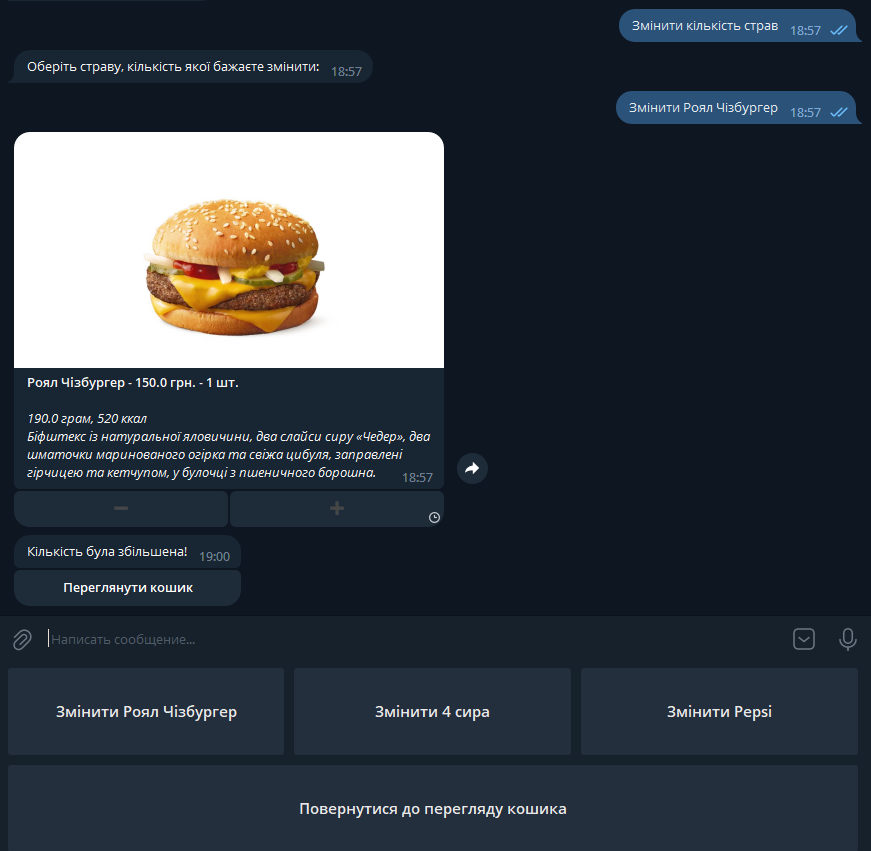 Змінити кількість страв 18:57
Оберіть страву, кількість якої бажаєте змінити: 18:57
Змінити Роял Чізбургер 18:57
Роял Чізбургер - 150.0 грн. - 1 шт.
190.0 грам, 520 ккал
Біфштекс із натуральної яловичини, два слайси сиру «Чедер», два
шматочки маринованого огірка та свіжа цибуля, заправлені
гірчицею та кетчупом, у булочці з пшеничного борошна. 18:57
− +
Кількість була збільшена! 19:00
Переглянути кошик
Написать сообщение...
Змінити Роял Чізбургер Змінити 4 сира Змінити Pepsi
Повернутися до перегляду кошика